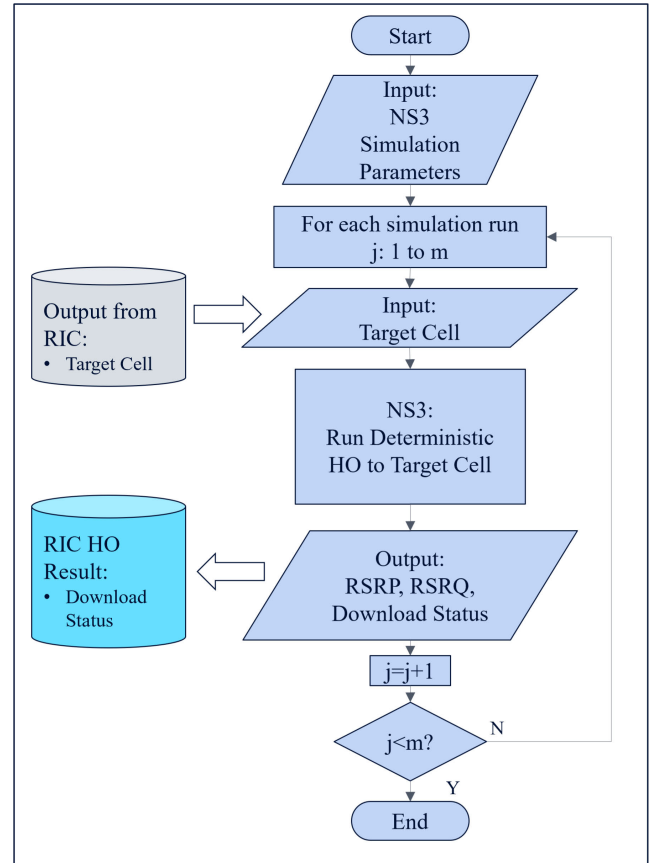 Start
Input:
NS3
Simulation
Parameters
For each simulation run
j: 1 to m
Output from
RIC:
• Target Cell
Input:
Target Cell
NS3:
Run Deterministic
HO to Target Cell
RIC HO
Result:
• Download
Status
Output:
RSRP, RSRQ,
Download Status
j=j+1
j<m?
N
Y
End